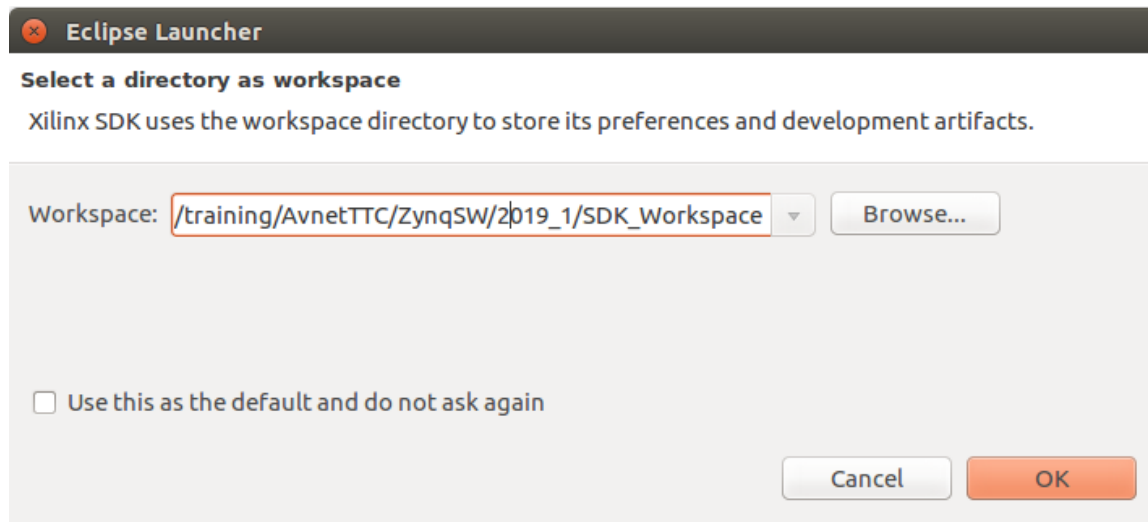 Eclipse Launcher
Select a directory as workspace
Xilinx SDK uses the workspace directory to store its preferences and development artifacts.
Workspace: /training/AvnetTTC/ZynqSW/2019_1/SDK_Workspace Browse...
Use this as the default and do not ask again
Cancel OK